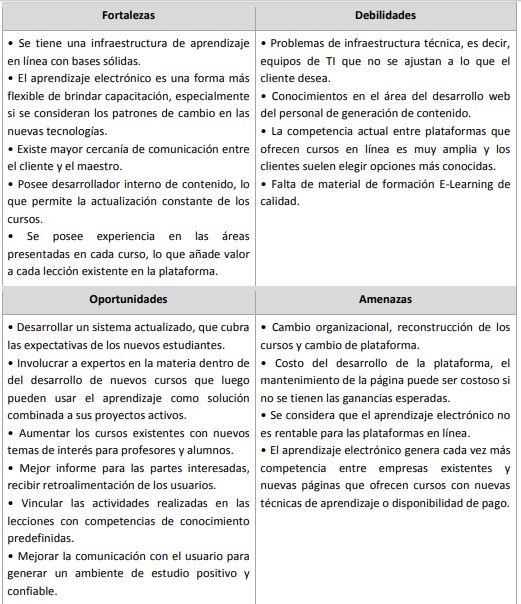 Fortalezas
• Se tiene una infraestructura de aprendizaje
en línea con bases sólidas.
• El aprendizaje electrónico es una forma más
flexible de brindar capacitación, especialmente
si se consideran los patrones de cambio en las
nuevas tecnologías.
• Existe mayor cercanía de comunicación entre
el cliente y el maestro.
• Posee desarrollador interno de contenido, lo
que permite la actualización constante de los
cursos.
• Se posee experiencia en las áreas
presentadas en cada curso, lo que añade valor
a cada lección existente en la plataforma.
Debilidades
• Problemas de infraestructura técnica, es decir,
equipos de TI que no se ajustan a lo que el
cliente desea.
• Conocimientos en el área del desarrollo web
del personal de generación de contenido.
• La competencia actual entre plataformas que
ofrecen cursos en línea es muy amplia y los
clientes suelen elegir opciones más conocidas.
• Falta de material de formación E-Learning de
calidad.
Oportunidades
• Desarrollar un sistema actualizado, que cubra
las expectativas de los nuevos estudiantes.
• Involucrar a expertos en la materia dentro de
del desarrollo de nuevos cursos que luego
pueden usar el aprendizaje como solución
combinada a sus proyectos activos.
• Aumentar los cursos existentes con nuevos
temas de interés para profesores y alumnos.
• Mejor informe para las partes interesadas,
recibir retroalimentación de los usuarios.
• Vincular las actividades realizadas en las
lecciones con competencias de conocimiento
predefinidas.
• Mejorar la comunicación con el usuario para
generar un ambiente de estudio positivo y
confiable.
Amenazas
• Cambio organizacional, reconstrucción de los
cursos y cambio de plataforma.
• Costo del desarrollo de la plataforma, el
mantenimiento de la página puede ser costoso si
no se tienen las ganancias esperadas.
• Se considera que el aprendizaje electrónico no
es rentable para las plataformas en línea.
• El aprendizaje electrónico genera cada vez más
competencia entre empresas existentes y
nuevas páginas que ofrecen cursos con nuevas
técnicas de aprendizaje o disponibilidad de pago.